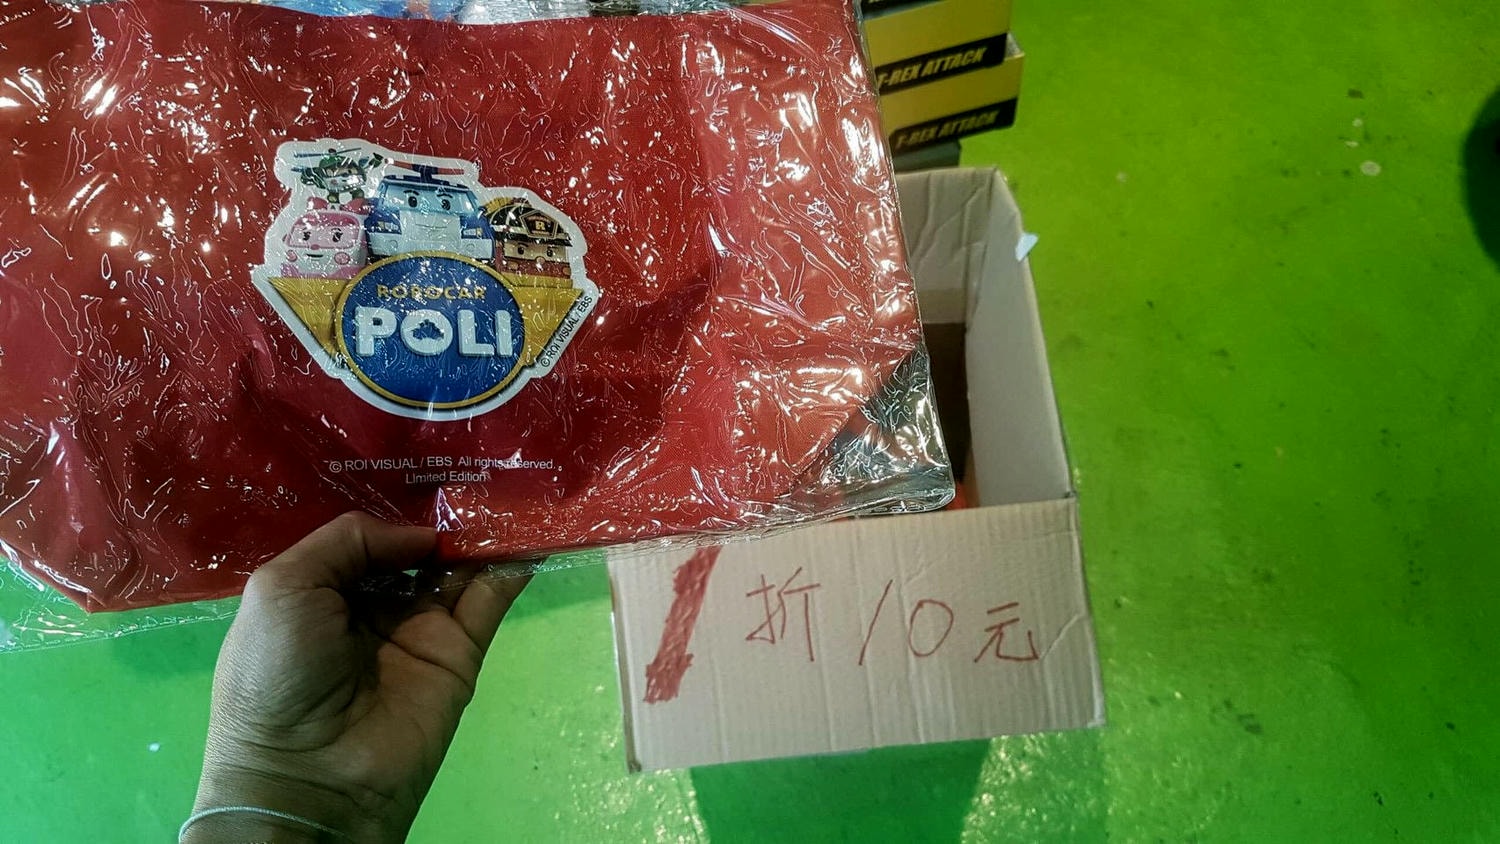 T-REX ATTACK
T-REX ATTACK
R
ROBOCAR
POLI
© ROI VISUAL / EBS
© ROI VISUAL / EBS All rights reserved.
Limited Edition
1折 10元